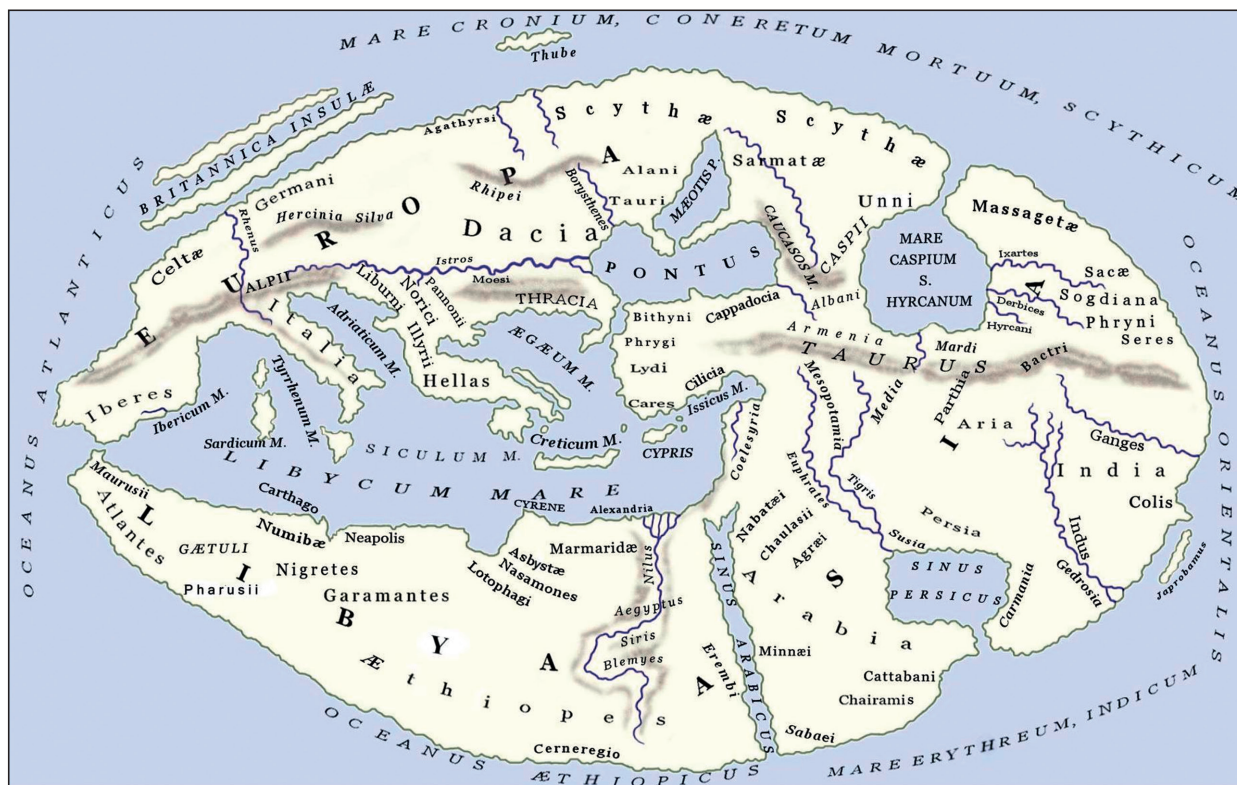 MARE CRONIUM, CONERETUM MORTUUM, SCYTHICUM
Thube
OCEANUS ATLANTICUS
BRITANNICA INSULÆ
Agathyrsi
Scythæ
Scythæ
EUROPA
Germani
Rhipei
Borysthenes
Alani
Tauri
MÆOTIS P.
Sarmatæ
Unni
Massagetæ
Hercinia Silva
Rhenus
Celtæ
Dacia
CAUCASOS M.
CASPII
MARE
CASPIUM
S.
HYRCANUM
Ixartes
Sacæ
Sogdiana
Derbices
Phryni
Hyrcani
Seres
ALPII
Istros
PONTUS
Liburni
Norici
Pannonii
Moesi
THRACIA
Illyrii
Italia
Adriaticum M.
Bithyni
Cappadocia
Albani
Armenia
TAURUS
Mardi
Bactri
Phrygi
ÆGÆUM M.
Lydi
Cilicia
Cares
Issicus M.
Hellas
Iberes
Ibericum M.
Tyrrhenum M.
Sardicum M.
SICULUM M.
Creticum M.
CYPRIS
Coelesyria
Mesopotamia
Media
Parthia
Aria
Ganges
India
Colis
OCEANUS ORIENTALIS
LIBYCUM MARE
Maurusii
Atlantes
Carthago
CYRENE
Alexandria
Euphrates
Tigris
LIBYA
ASIA
Numibæ
Neapolis
GÆTULI
Nigretes
Pharusii
Garamantes
Asbystæ
Nasamones
Lotophagi
Marmaridæ
Nilus
Nabatæi
Chaulasii
Agræi
Persia
Susia
SINUS
PERSICUS
Carmania
Indus
Gedrosia
Japrobamus
Aegyptus
Siris
Blemyes
Erembi
SINUS ARABICUS
Arabia
Minnæi
Cattabani
Chairamis
Sabaei
Æthiopes
Cerneregio
OCEANUS ÆTHIOPICUS
MARE ERYTHREUM, INDICUM